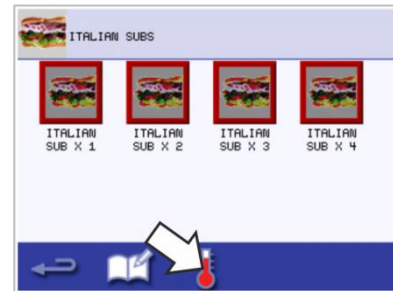 ITALIAN SUBS
ITALIAN
SUB X 1
ITALIAN
SUB X 2
ITALIAN
SUB X 3
ITALIAN
SUB X 4